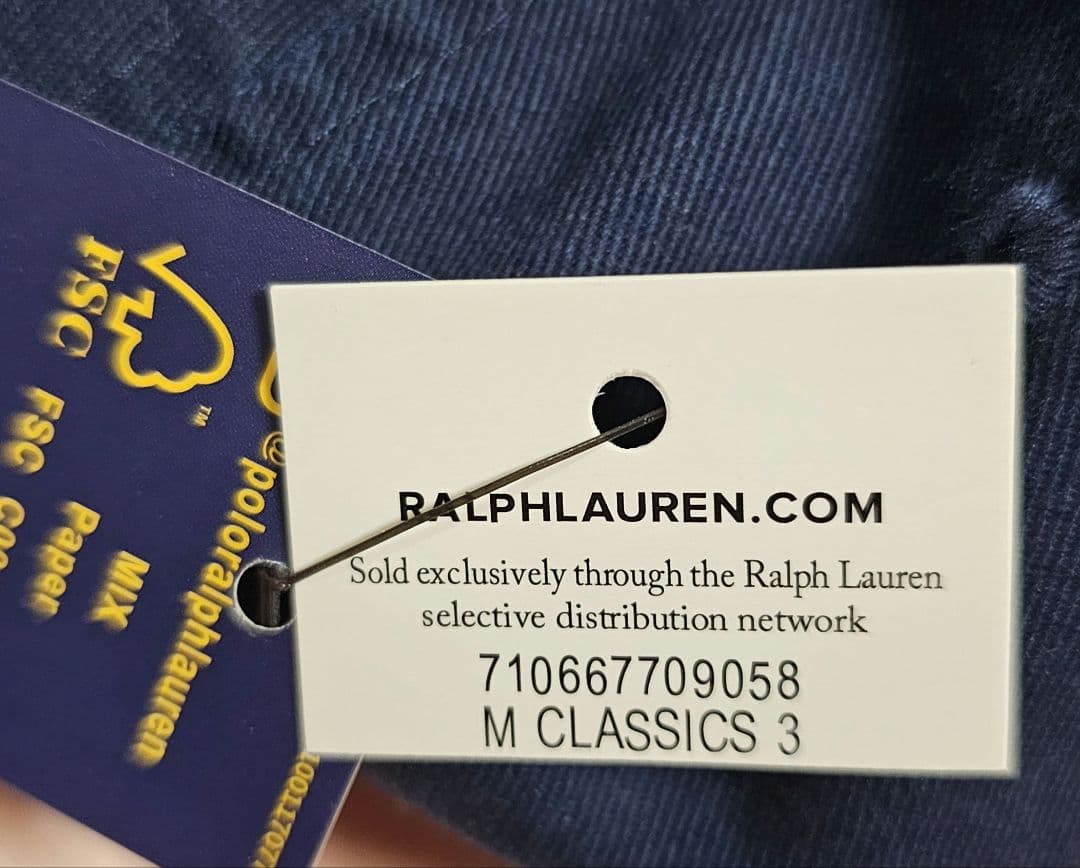 RALPHLAUREN.COM
Sold exclusively through the Ralph Lauren
selective distribution network
710667709058
M CLASSICS 3
FSC
TM
FSC
MIX
Paper
@poloralphlauren